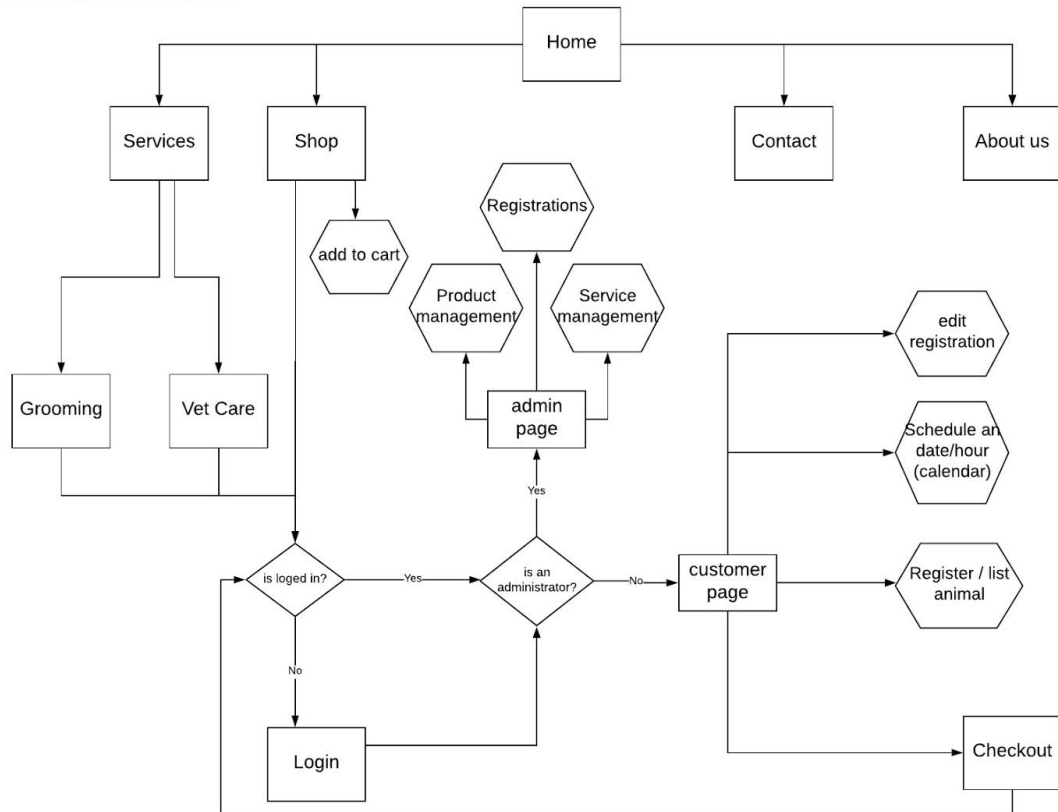 Home
Services
Shop
Contact
About us
add to cart
Registrations
Product
management
Service
management
edit
registration
Grooming
Vet Care
admin
page
Schedule an
date/hour
(calendar)
Yes
is loged in?
Yes
is an
administrator?
No
customer
page
Register / list
animal
No
Login
Checkout